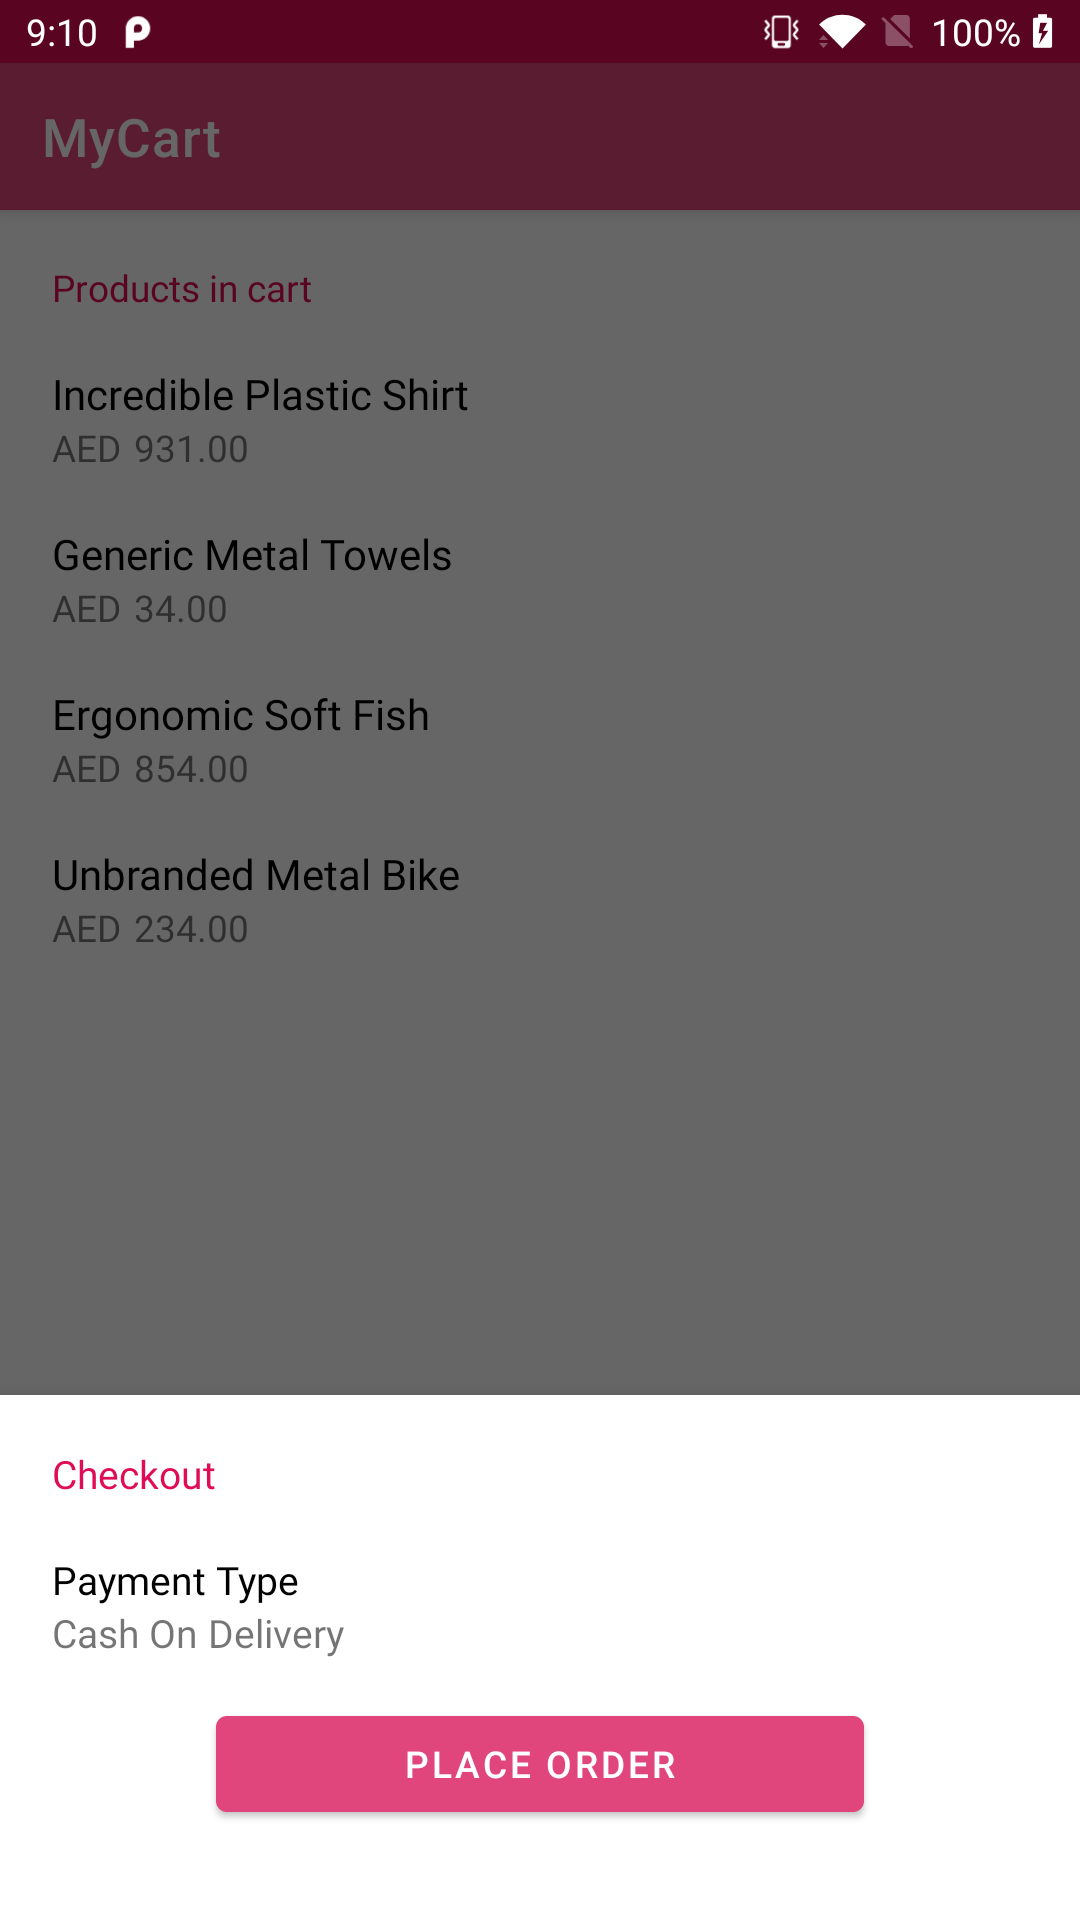 9:10
100%
MyCart
Products in cart
Incredible Plastic Shirt
AED 931.00
Generic Metal Towels
AED 34.00
Ergonomic Soft Fish
AED 854.00
Unbranded Metal Bike
AED 234.00
Checkout
Payment Type
Cash On Delivery
PLACE ORDER